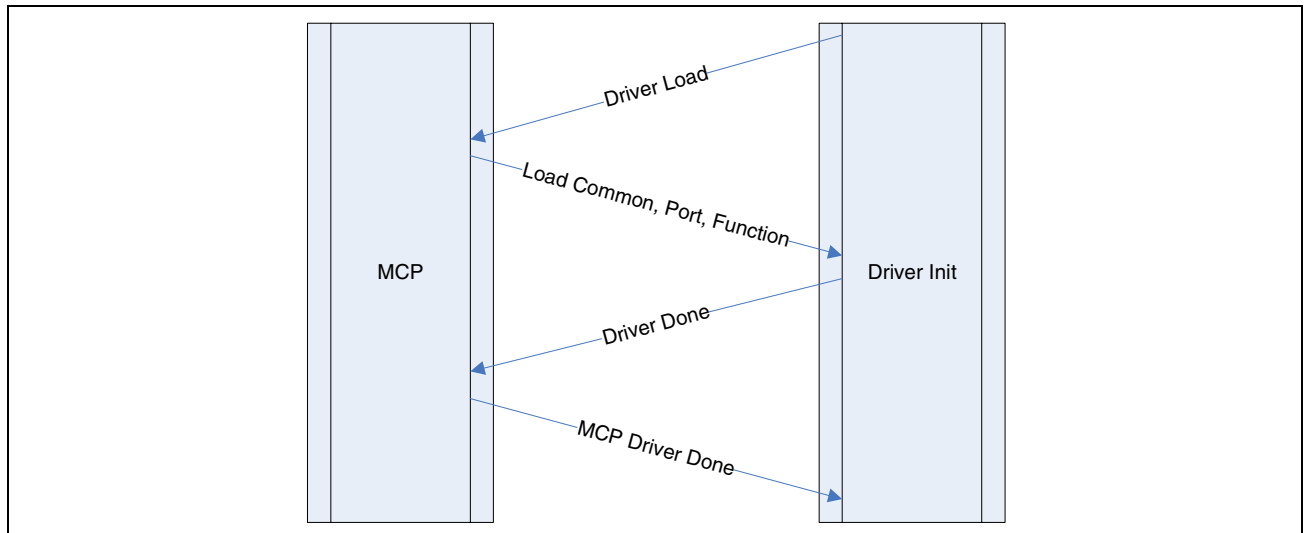 Driver Load
Load Common, Port, Function
MCP
Driver Init
Driver Done
MCP Driver Done